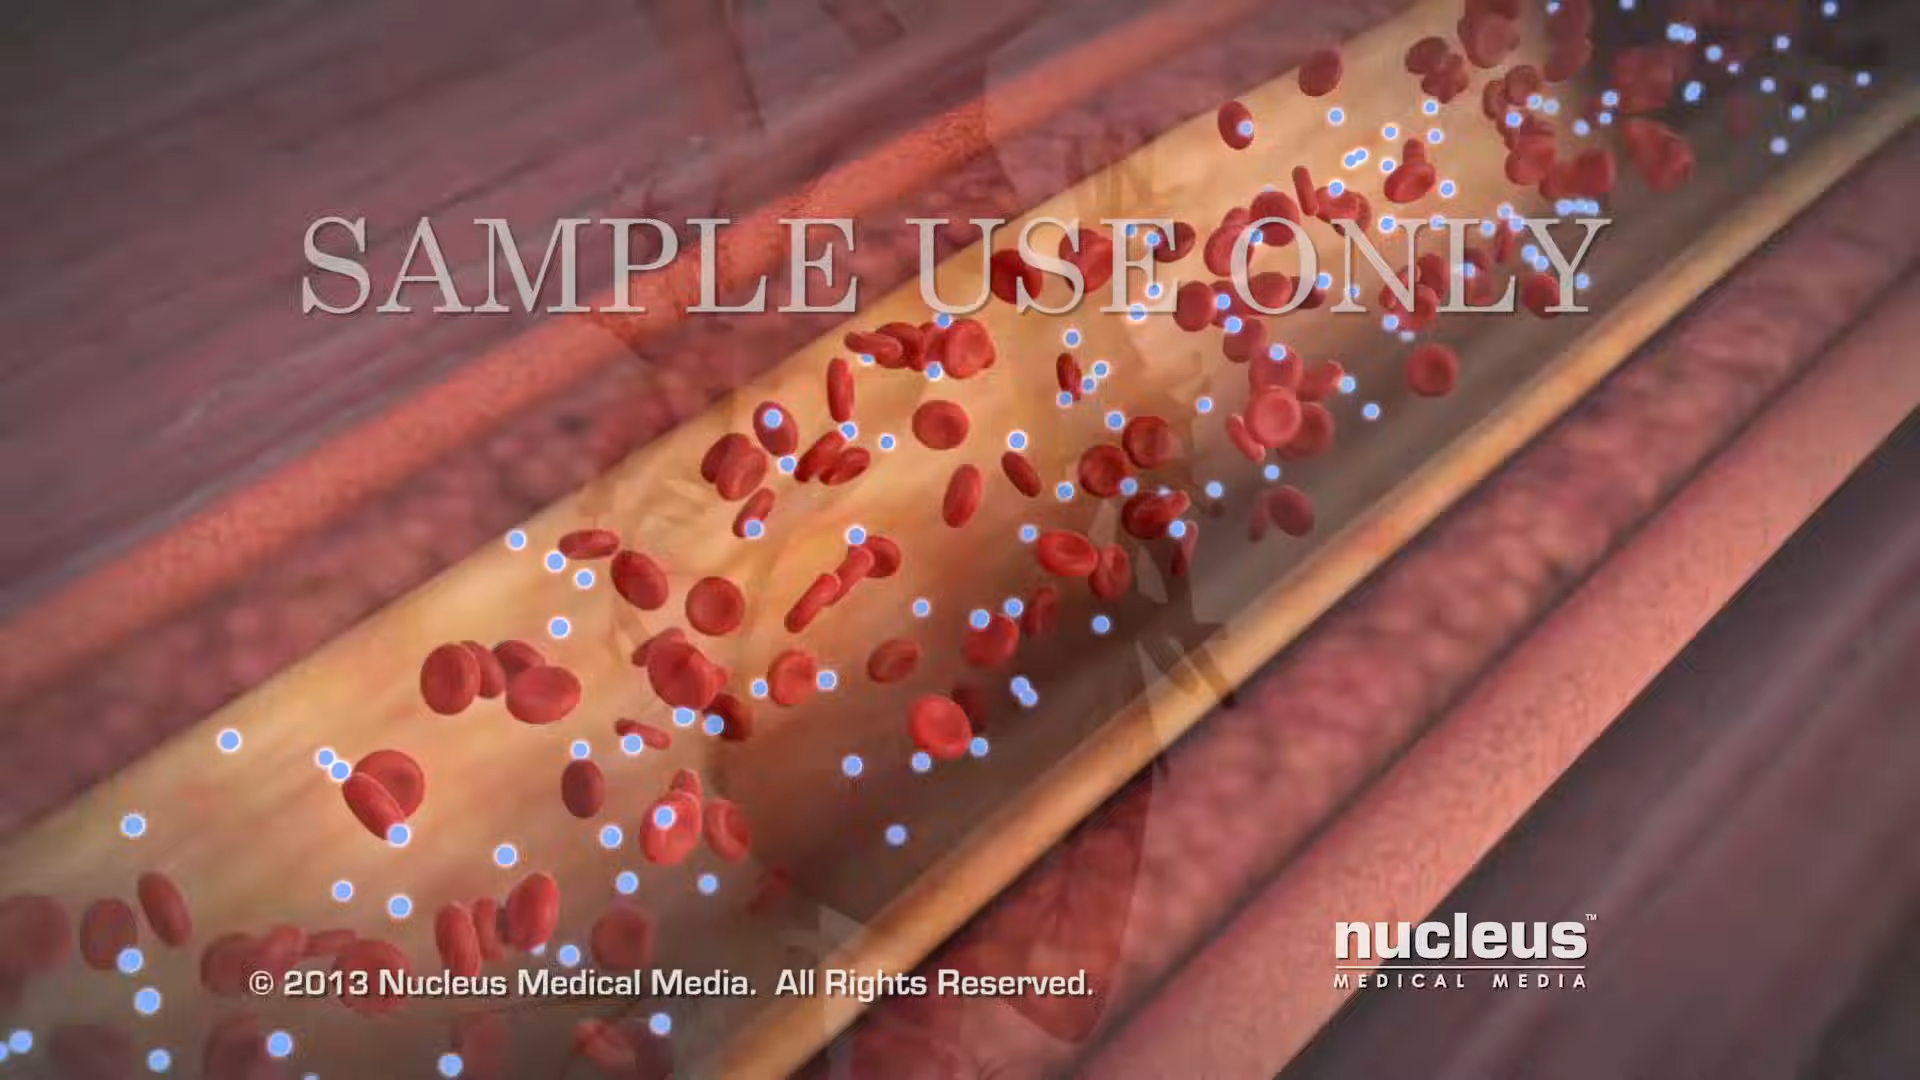 SAMPLE USE ONLY
nucleus™
MEDICAL MEDIA
© 2013 Nucleus Medical Media. All Rights Reserved.